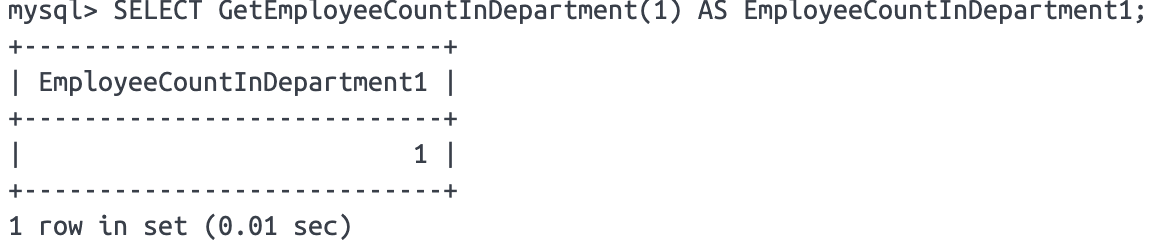 mysql> SELECT GetEmployeeCountInDepartment(1) AS EmployeeCountInDepartment1;
+----------------------------+
| EmployeeCountInDepartment1 |
+----------------------------+
|                          1 |
+----------------------------+
1 row in set (0.01 sec)